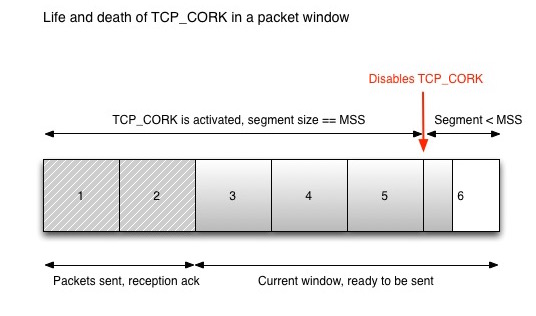 Life and death of TCP_CORK in a packet window
Disables TCP_CORK
TCP_CORK is activated, segment size == MSS
Segment < MSS
1
2
3
4
5
6
Packets sent, reception ack
Current window, ready to be sent